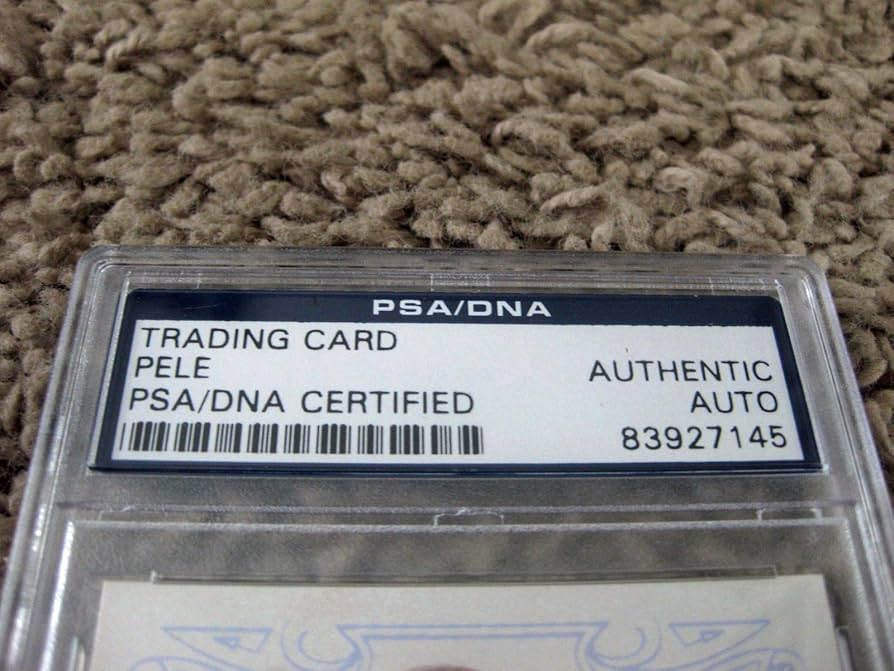 PSA/DNA
TRADING CARD
PELE AUTHENTIC
PSA/DNA CERTIFIED AUTO
83927145